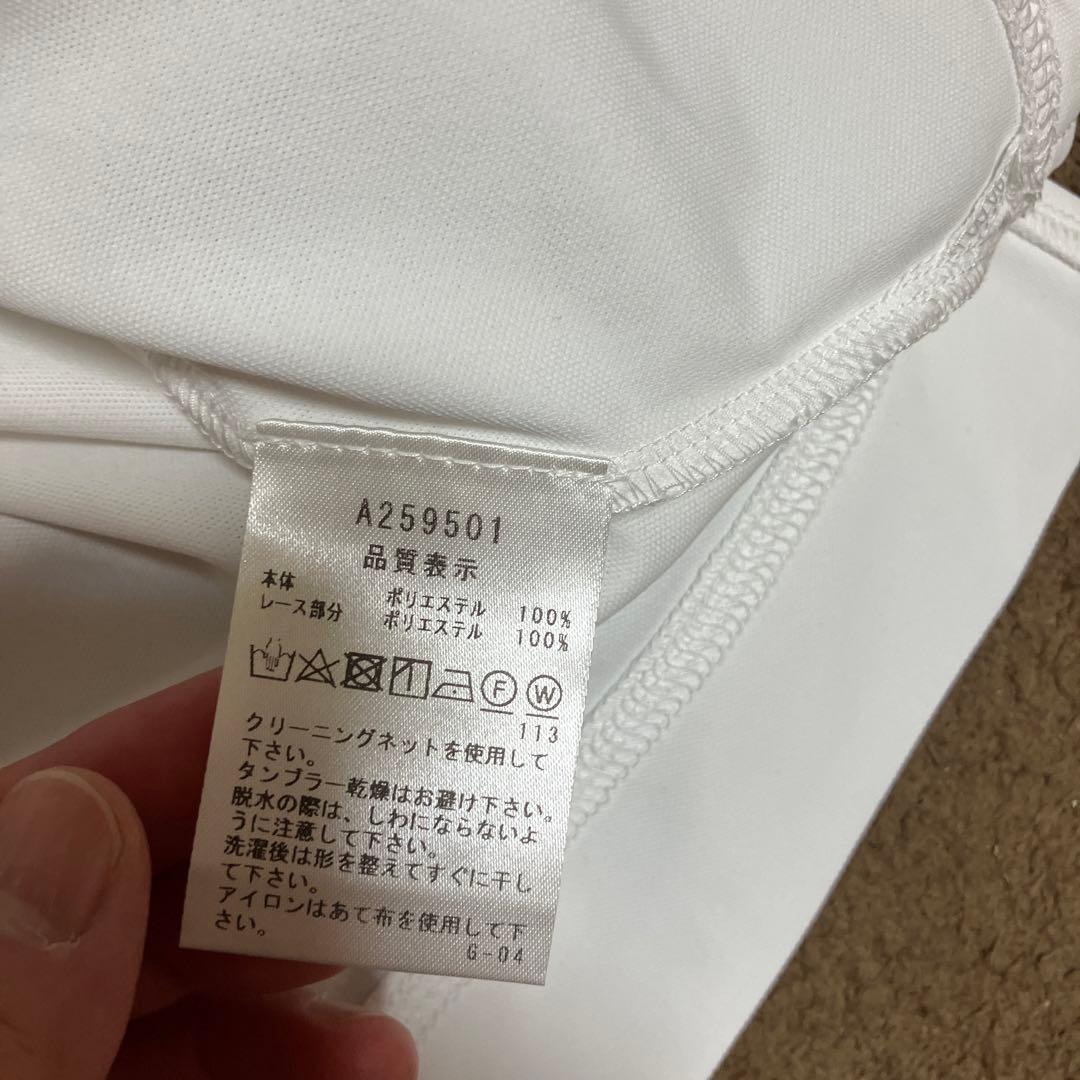 A259501
品質表示
本体 ポリエステル 100%
レース部分 ポリエステル 100%
F W
113
クリーニングネットを使用して
下さい。
タンブラー乾燥はお避け下さい。
脱水の際は、しわにならないよ
うに注意して下さい。
洗濯後は形を整えてすぐに干し
て下さい。
アイロンはあて布を使用して下
さい。
G-04